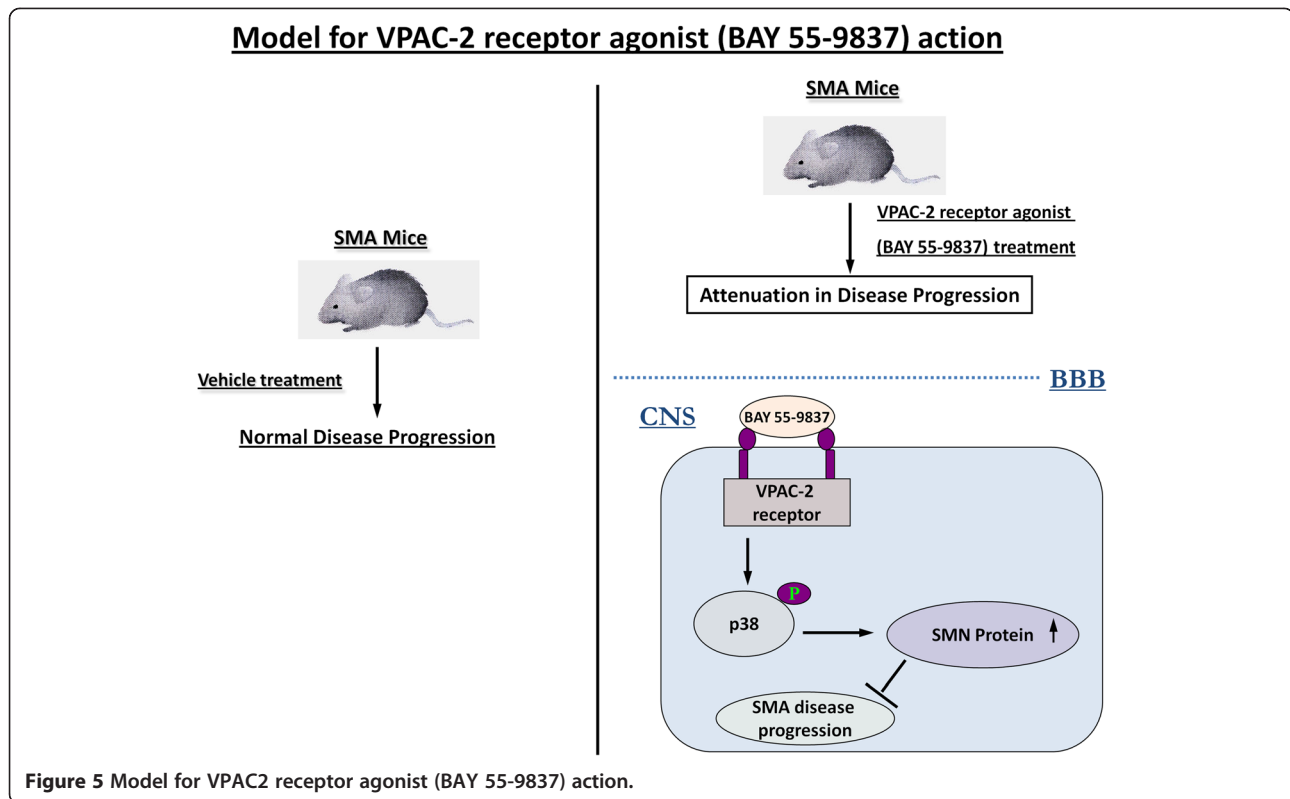 Model for VPAC-2 receptor agonist (BAY 55-9837) action
SMA Mice
Vehicle treatment
Normal Disease Progression
SMA Mice
VPAC-2 receptor agonist
(BAY 55-9837) treatment
Attenuation in Disease Progression
BBB
CNS
BAY 55-9837
VPAC-2
receptor
P
p38
SMN Protein
SMA disease
progression
Figure 5 Model for VPAC2 receptor agonist (BAY 55-9837) action.